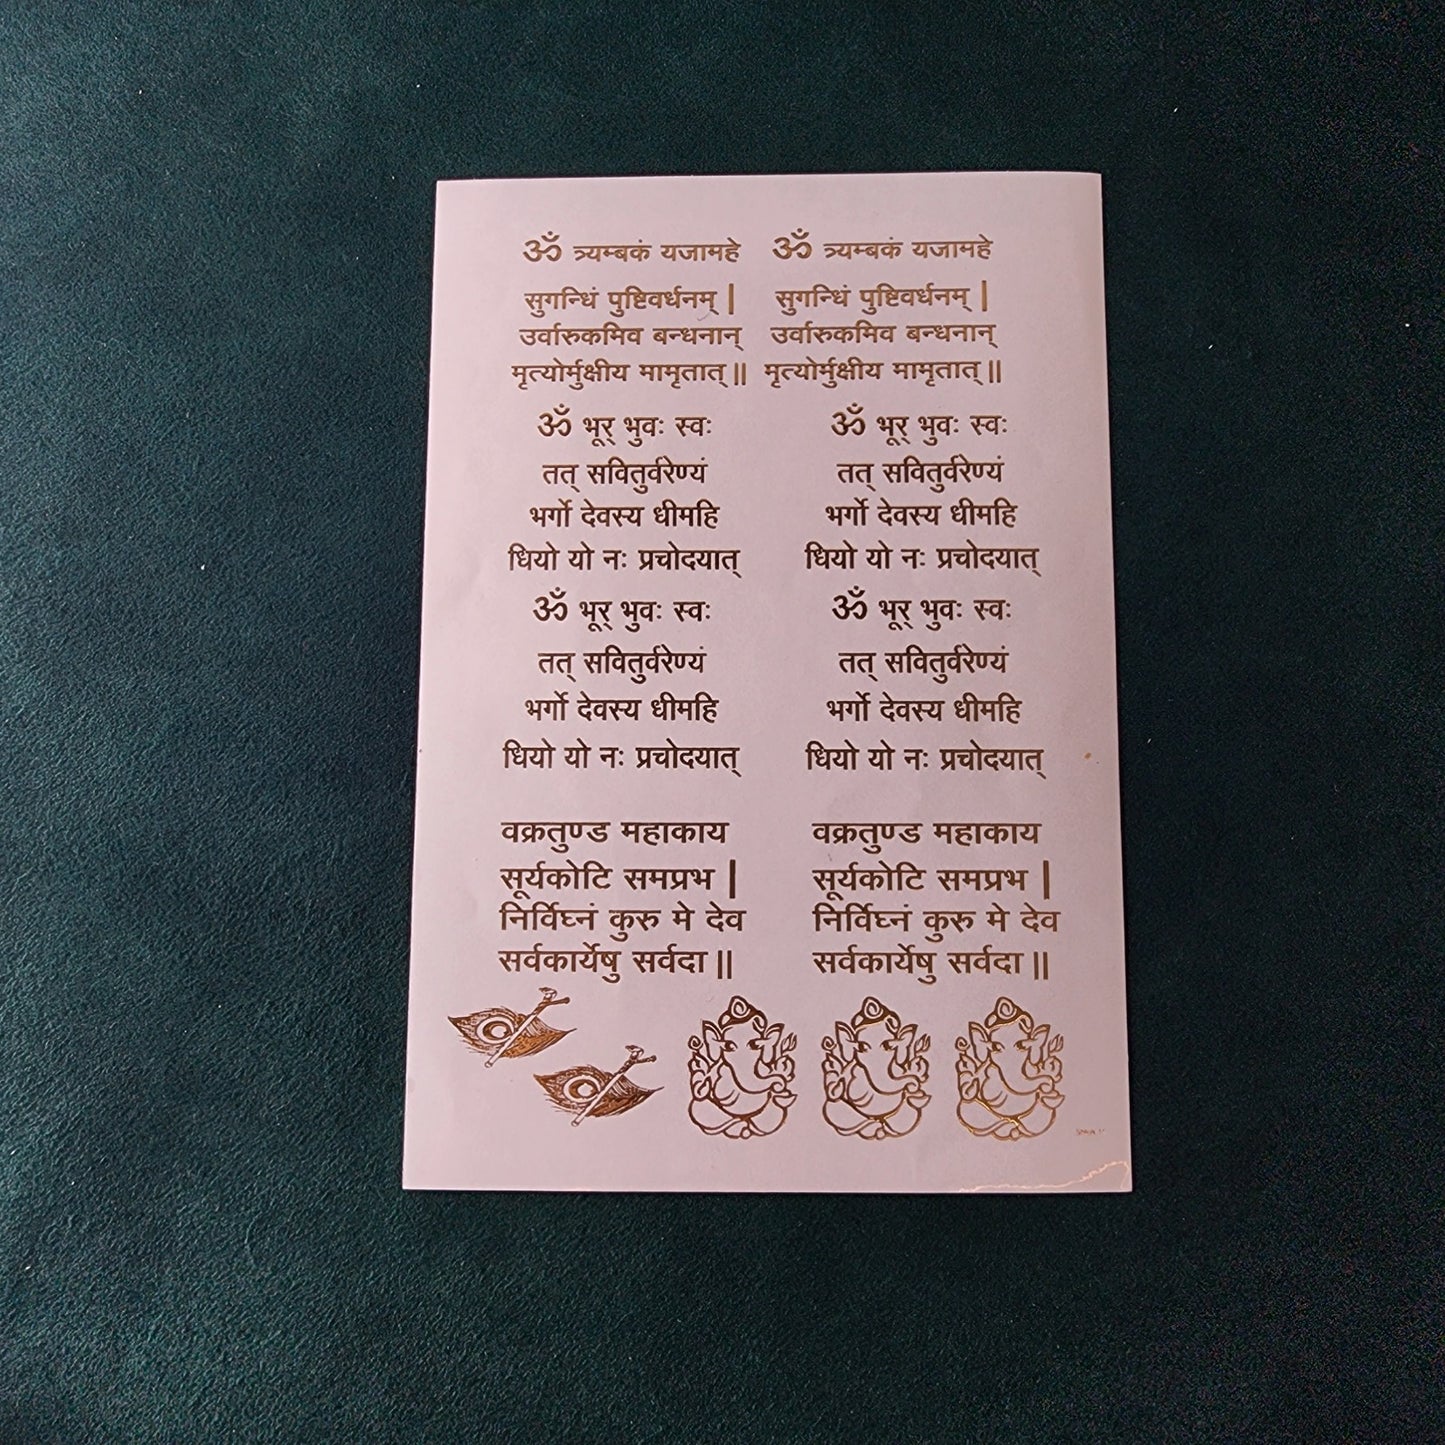 ॐ त्र्यम्बकं यजामहे
सुगन्धिं पुष्टिवर्धनम् |
उर्वारुकमिव बन्धनान्
मृत्योर्मुक्षीय मामृतात् ||
ॐ त्र्यम्बकं यजामहे
सुगन्धिं पुष्टिवर्धनम् |
उर्वारुकमिव बन्धनान्
मृत्योर्मुक्षीय मामृतात् ||
ॐ भूर् भुवः स्वः
तत् सवितुर्वरेण्यं
भर्गो देवस्य धीमहि
धियो यो नः प्रचोदयात्
ॐ भूर् भुवः स्वः
तत् सवितुर्वरेण्यं
भर्गो देवस्य धीमहि
धियो यो नः प्रचोदयात्
ॐ भूर् भुवः स्वः
तत् सवितुर्वरेण्यं
भर्गो देवस्य धीमहि
धियो यो नः प्रचोदयात्
ॐ भूर् भुवः स्वः
तत् सवितुर्वरेण्यं
भर्गो देवस्य धीमहि
धियो यो नः प्रचोदयात्
वक्रतुण्ड महाकाय
सूर्यकोटि समप्रभ |
निर्विघ्नं कुरु मे देव
सर्वकार्येषु सर्वदा ||
वक्रतुण्ड महाकाय
सूर्यकोटि समप्रभ |
निर्विघ्नं कुरु मे देव
सर्वकार्येषु सर्वदा ||